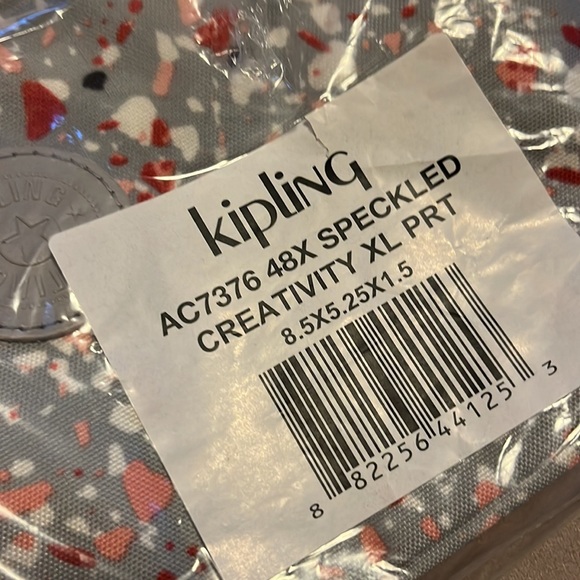 kipling
AC7376 48X SPECKLED
CREATIVITY XL PRT
8.5X5.25X1.5
8 82256 44125 3